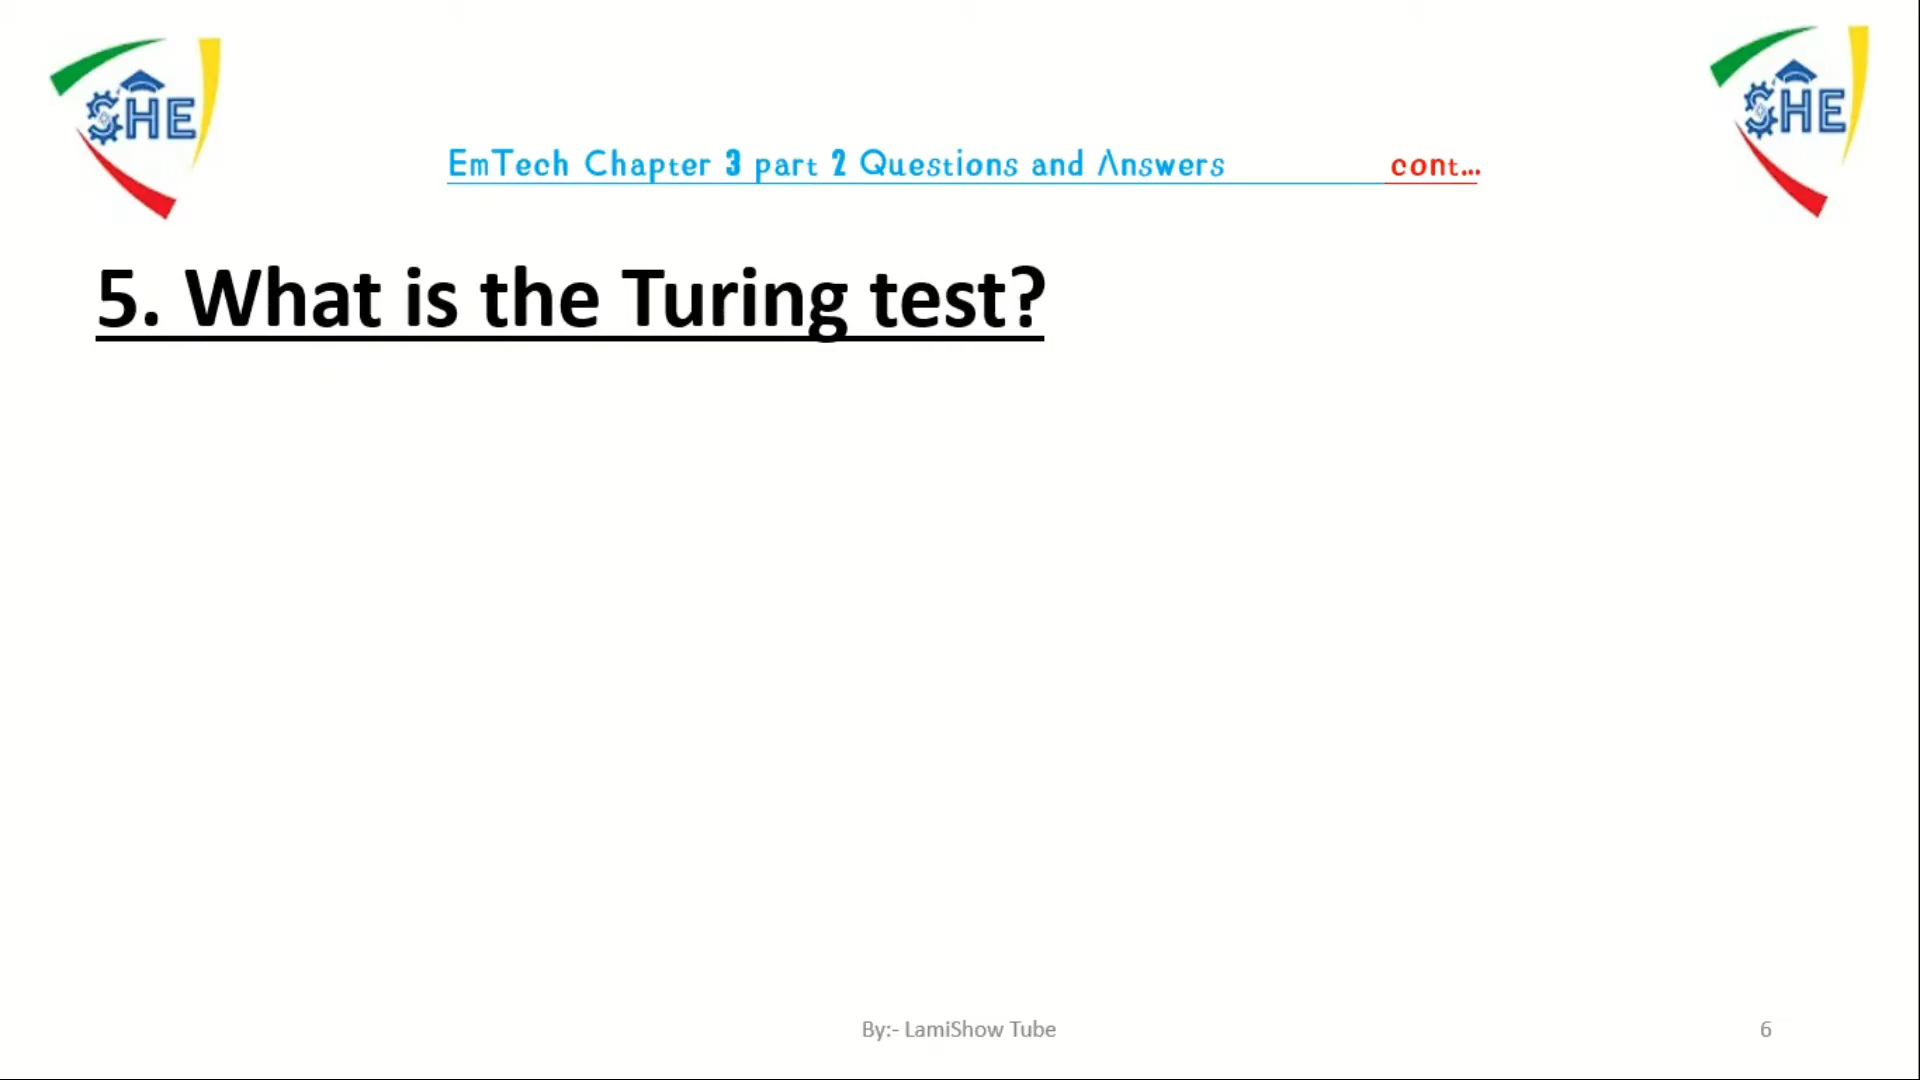 SHE
SHE
EmTech Chapter 3 part 2 Questions and Answers cont...
5. What is the Turing test?
By:- LamiShow Tube
6